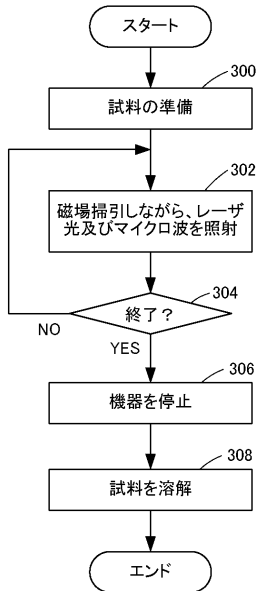 スタート
300
試料の準備
302
磁場掃引しながら、レーザ
光及びマイクロ波を照射
304
終了？
NO
YES
306
機器を停止
308
試料を溶解
エンド